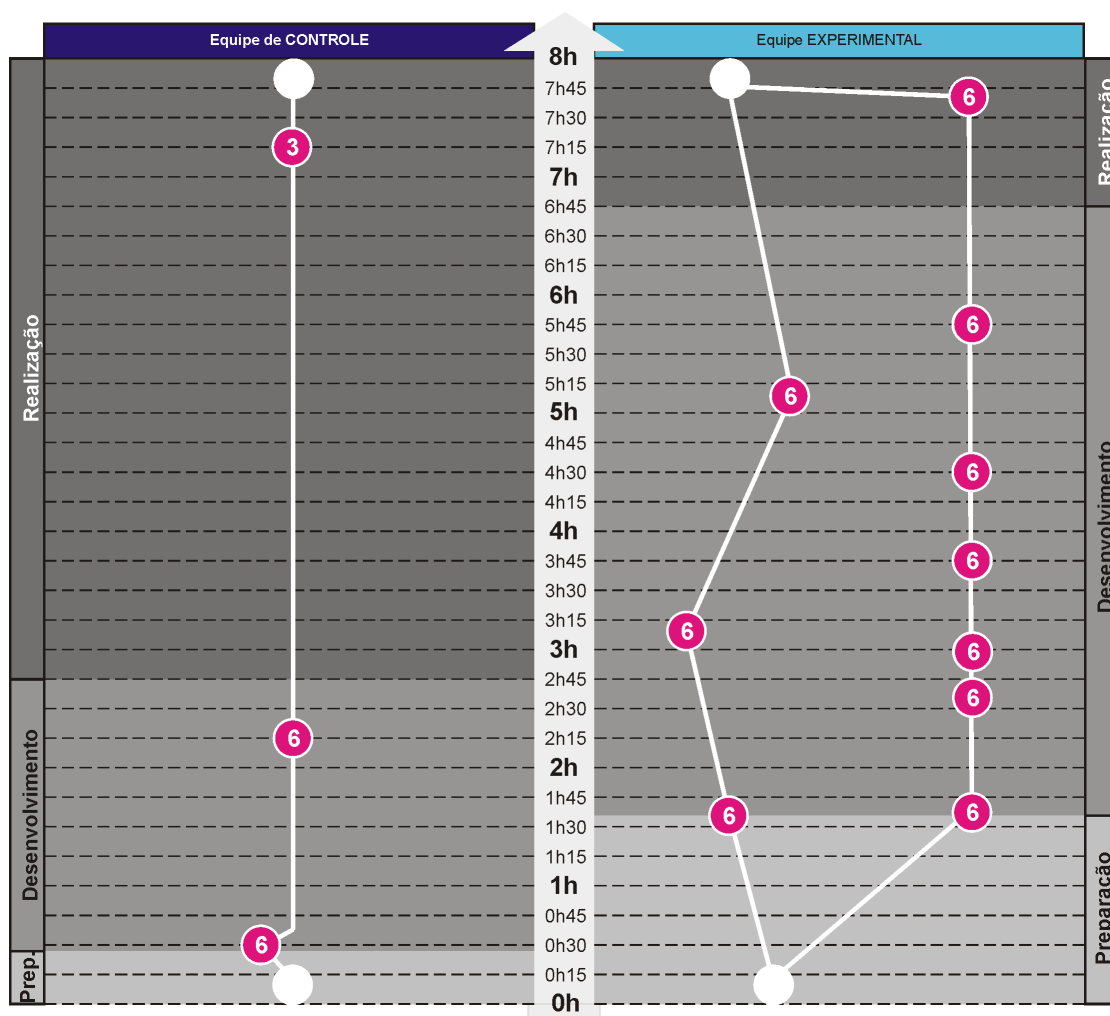 Equipe de CONTROLE
Equipe EXPERIMENTAL
8h
7h45
6
7h30
3
7h15
7h
6h45
6h30
6h15
6h
5h45
6
5h30
5h15
6
5h
4h45
4h30
6
4h15
4h
3h45
6
3h30
3h15
6
3h
6
2h45
6
2h30
6
2h15
2h
1h45
6
6
1h30
1h15
1h
0h45
6
0h30
0h15
0h
Realização
Desenvolvimento
Prep.
Realização
Desenvolvimento
Preparação